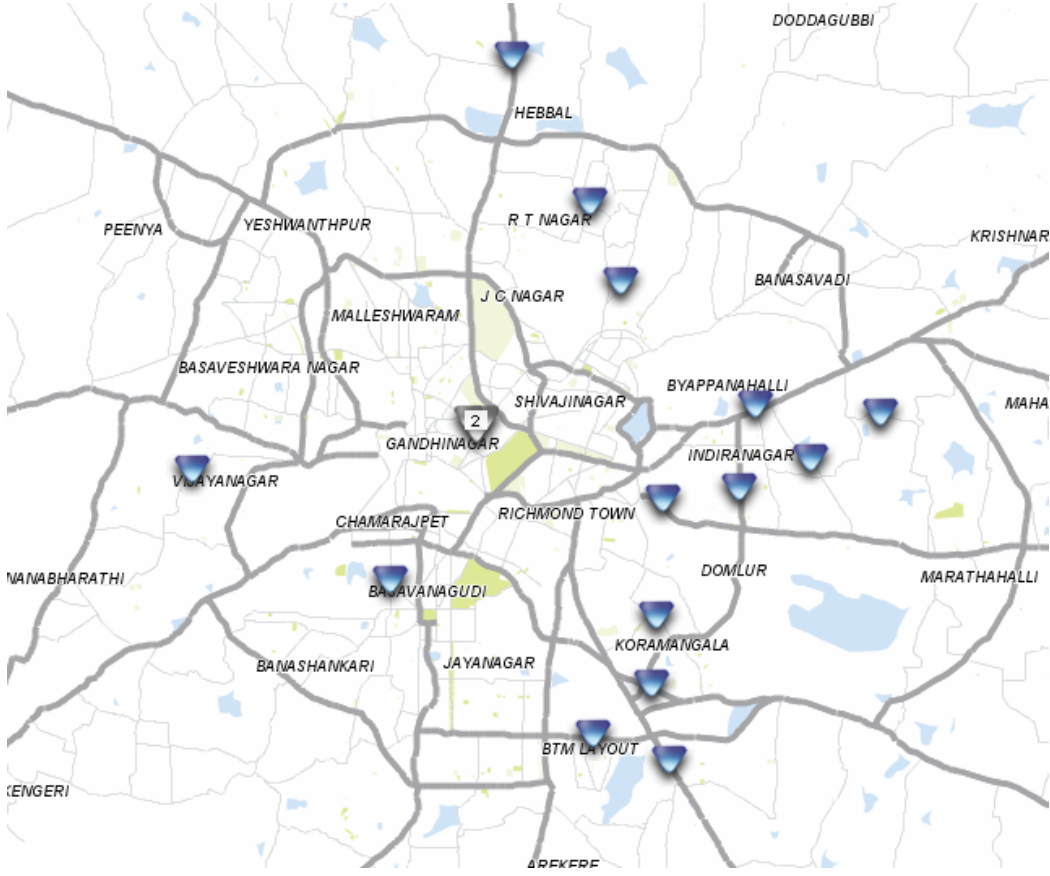 DODDAGUBBI
HEBBAL
R T NAGAR
PEENYA
YESHWANTHPUR
KRISHNAR
BANASAVADI
J C NAGAR
MALLESHWARAM
BASAVESHWARA NAGAR
BYAPPANAHALLI
SHIVAJINAGAR
MAHA
2
GANDHINAGAR
INDIRANAGAR
VIJAYANAGAR
CHAMARAJPET
RICHMOND TOWN
NANABHARATHI
DOMLUR
MARATHAHALLI
BASAVANAGUDI
KORAMANGALA
BANASHANKARI
JAYANAGAR
BTM LAYOUT
KENGERI
AREKERE